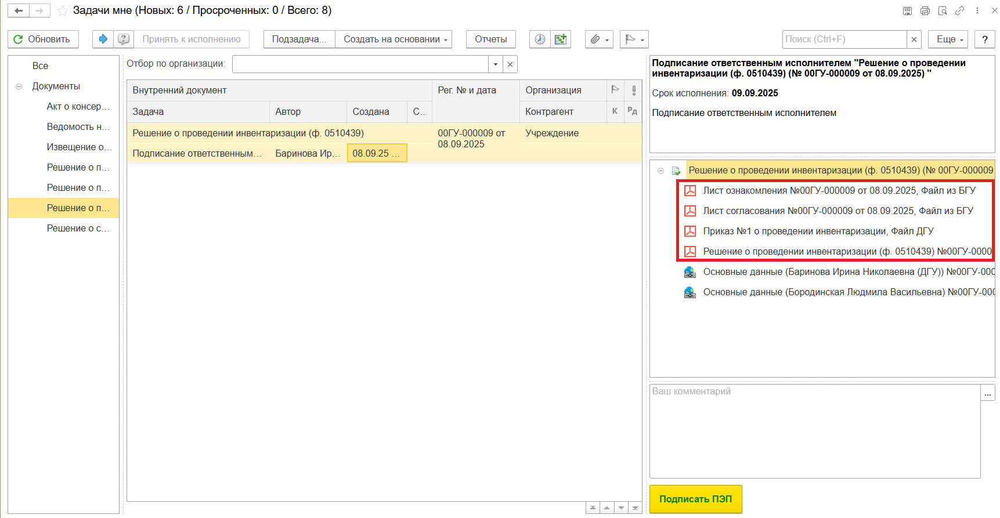 Задачи мне (Новых: 6 / Просроченных: 0 / Всего: 8)
Обновить
Принять к исполнению
Подзадача...
Создать на основании
Отчеты
Поиск (Ctrl+F)
Еще
?
Все
Документы
Акт о консер...
Ведомость н...
Извещение о...
Решение о п...
Решение о п...
Решение о п...
Решение о с...
Отбор по организации:
Внутренний документ
Рег. № и дата
Организация
Задача
Автор
Создана
С..
Контрагент
К
Рд
Решение о проведении инвентаризации (ф. 0510439)
00ГУ-000009 от
08.09.2025
Учреждение
Подписание ответственным...
Баринова Ир...
08.09.25 ...
Подписание ответственным исполнителем "Решение о проведении
инвентаризации (ф. 0510439) (№ 00ГУ-000009 от 08.09.2025) "
Срок исполнения: 09.09.2025
Подписание ответственным исполнителем
Решение о проведении инвентаризации (ф. 0510439) (№ 00ГУ-000009
Лист ознакомления №00ГУ-000009 от 08.09.2025, Файл из БГУ
Лист согласования №00ГУ-000009 от 08.09.2025, Файл из БГУ
Приказ №1 о проведении инвентаризации, Файл ДГУ
Решение о проведении инвентаризации (ф. 0510439) №00ГУ-0000
Основные данные (Баринова Ирина Николаевна (ДГУ)) №00ГУ-000
Основные данные (Бородинская Людмила Васильевна) №00ГУ-000
Ваш комментарий
...
Подписать ПЭП